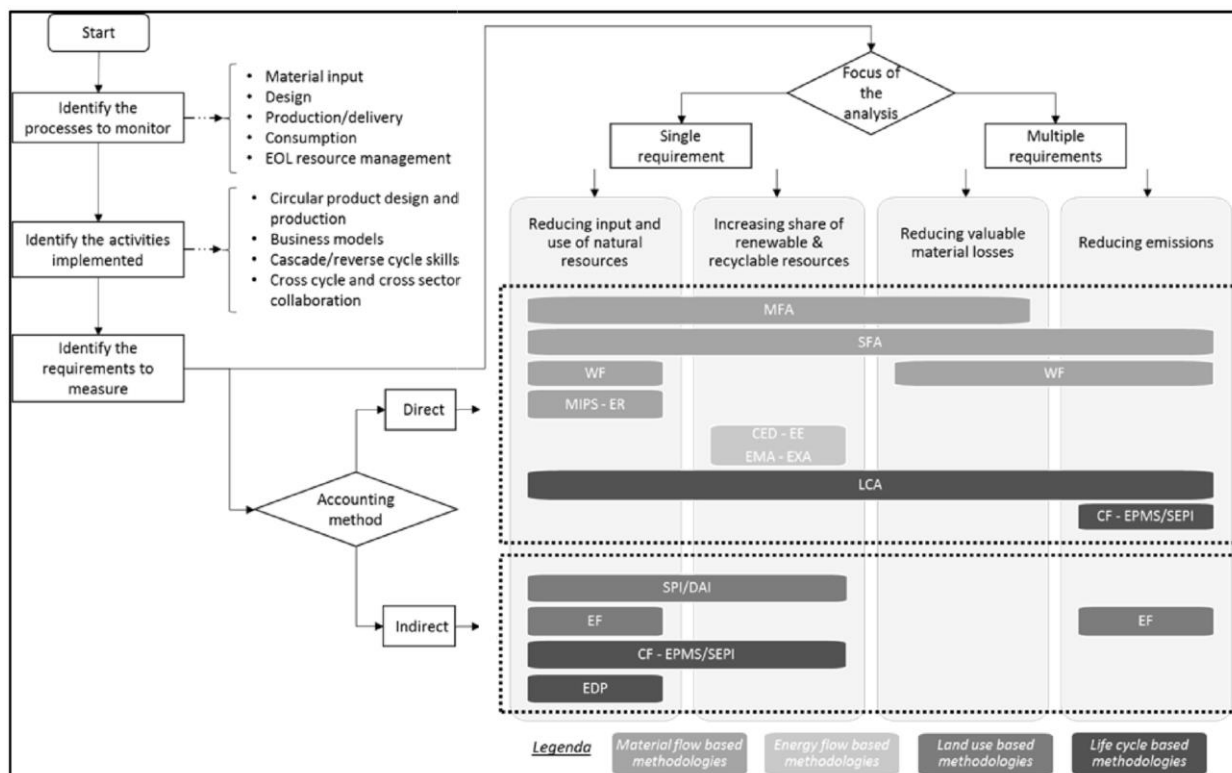 Start
Identify the
processes to monitor
• Material input
• Design
• Production/delivery
• Consumption
• EOL resource management
Identify the activities
implemented
• Circular product design and
production
• Business models
• Cascade/reverse cycle skills
• Cross cycle and cross sector
collaboration
Identify the
requirements to
measure
Accounting
method
Direct
Indirect
Focus of
the
analysis
Single
requirement
Multiple
requirements
Reducing input and
use of natural
resources
Increasing share of
renewable &
recyclable resources
Reducing valuable
material losses
Reducing emissions
MFA
SFA
WF
WF
MIPS - ER
CED - EE
EMA - EXA
LCA
CF - EPMS/SEPI
SPI/DAI
EF
EF
CF - EPMS/SEPI
EDP
Legenda
Material flow based
methodologies
Energy flow based
methodologies
Land use based
methodologies
Life cycle based
methodologies